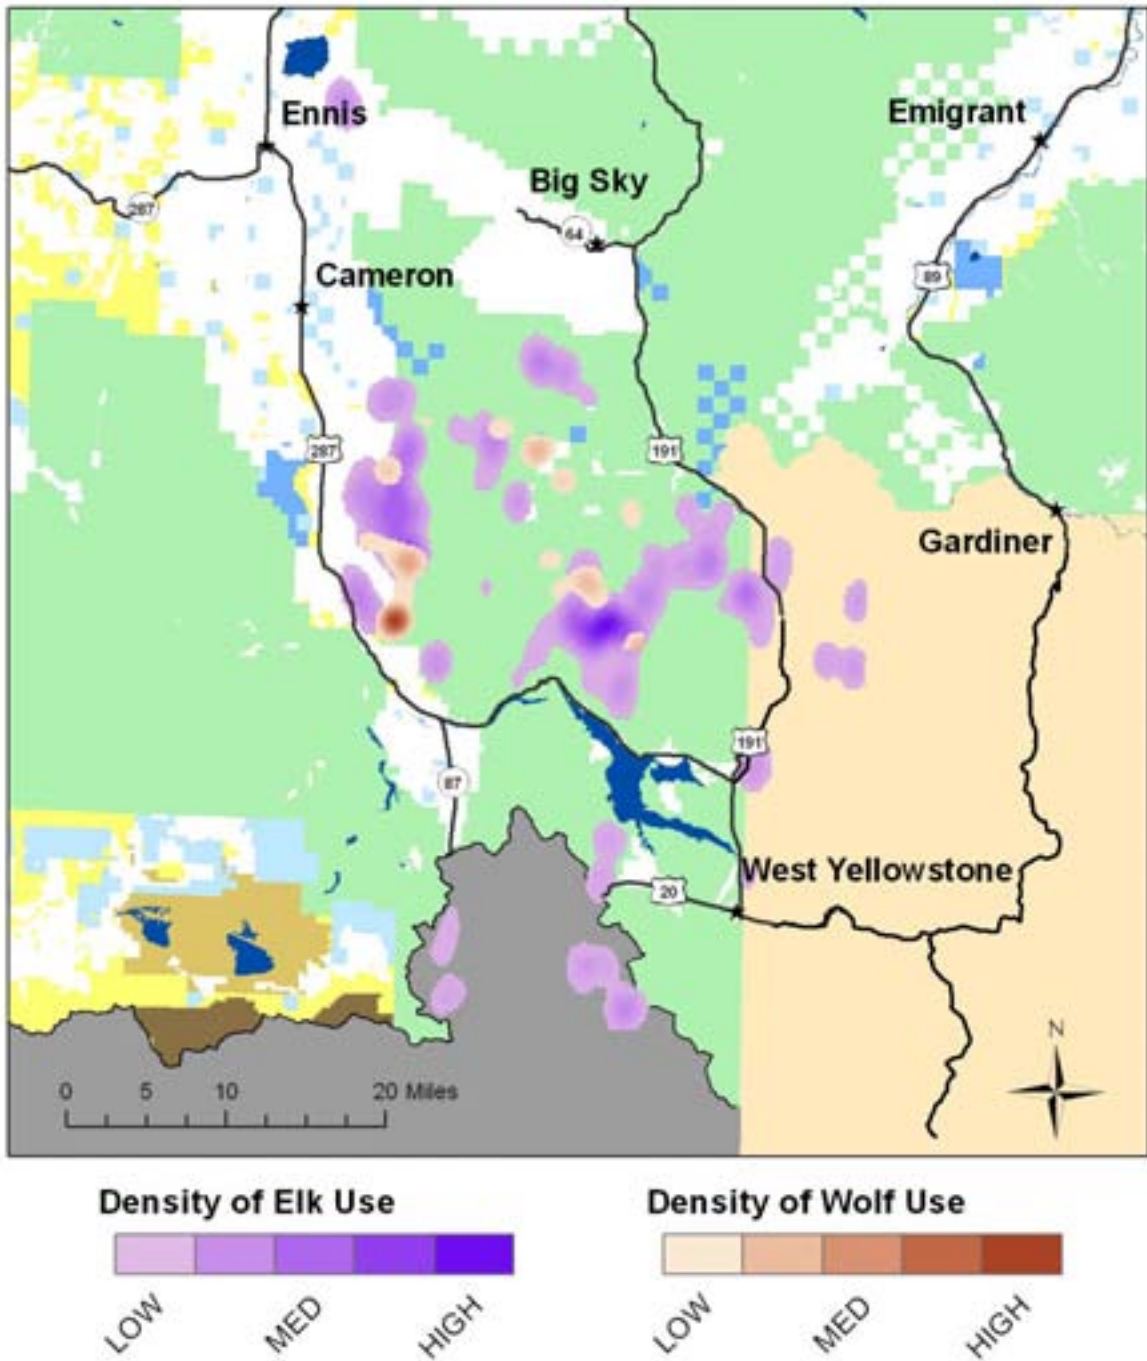 Ennis
Emigrant
Big Sky
287
64
Cameron
89
287
191
Gardiner
191
87
West Yellowstone
20
N
0 5 10 20 Miles
Density of Elk Use
Density of Wolf Use
LOW MED HIGH
LOW MED HIGH